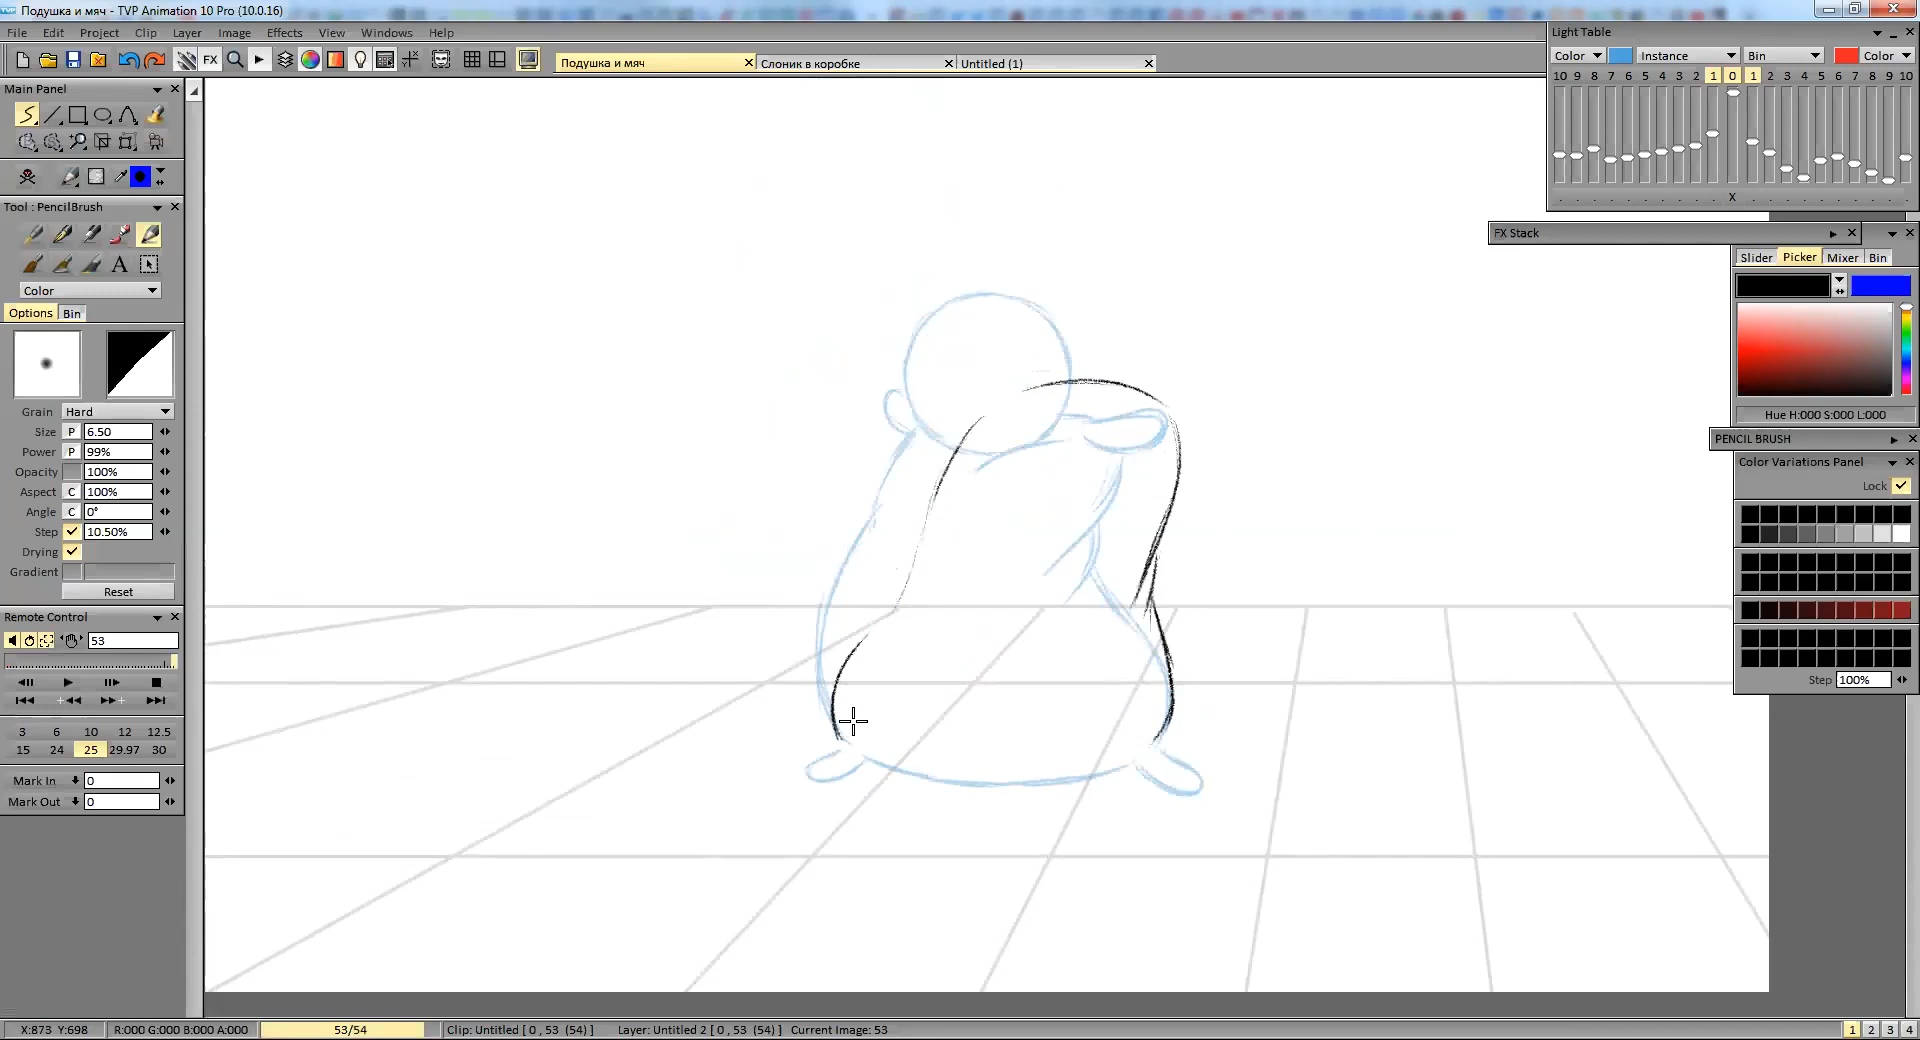 Подушка и мяч - TVP Animation 10 Pro (10.0.16)
File Edit Project Clip Layer Image Effects View Windows Help
FX
Подушка и мяч
Слоник в коробке
Untitled (1)
Main Panel
Tool : PencilBrush
A
Color
Options Bin
Grain Hard
Size P 6.50
Power P 99%
Opacity 100%
Aspect C 100%
Angle C 0°
Step 10.50%
Drying
Gradient
Reset
Remote Control
53
3 6 10 12 12.5
15 24 25 29.97 30
Mark In 0
Mark Out 0
Light Table
Color Instance Bin Color
10 9 8 7 6 5 4 3 2 1 0 1 2 3 4 5 6 7 8 9 10
X
FX Stack
Slider Picker Mixer Bin
Hue H:000 S:000 L:000
PENCIL BRUSH
Color Variations Panel
Lock
Step 100%
X:873 Y:698 R:000 G:000 B:000 A:000 53/54 Clip: Untitled [ 0 , 53 (54) ] Layer: Untitled 2 [ 0 , 53 (54) ] Current Image: 53 1 2 3 4